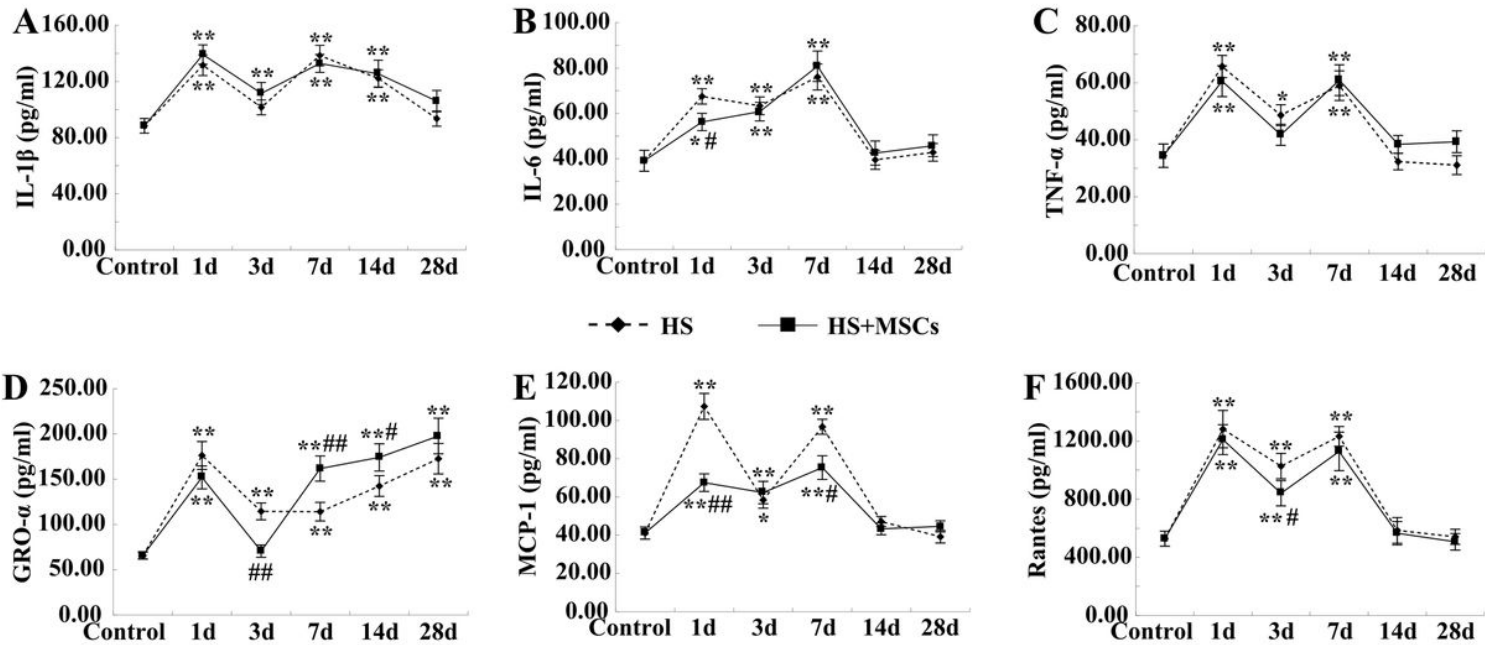 A
IL-1β (pg/ml)
160.00
120.00
80.00
40.00
0.00
** ** ** **
** ** **
Control 1d 3d 7d 14d 28d
B
IL-6 (pg/ml)
100.00
80.00
60.00
40.00
20.00
0.00
** ** **
*# ** **
Control 1d 3d 7d 14d 28d
C
TNF-α (pg/ml)
80.00
60.00
40.00
20.00
0.00
** * **
** **
Control 1d 3d 7d 14d 28d
HS HS+MSCs
D
GRO-α (pg/ml)
250.00
200.00
150.00
100.00
50.00
0.00
** ** **## **# **
** ## ** ** **
Control 1d 3d 7d 14d 28d
E
MCP-1 (pg/ml)
120.00
100.00
80.00
60.00
40.00
20.00
0.00
** ** **
**## * **#
Control 1d 3d 7d 14d 28d
F
Rantes (pg/ml)
1600.00
1200.00
800.00
400.00
0.00
** ** **
** **# **
Control 1d 3d 7d 14d 28d